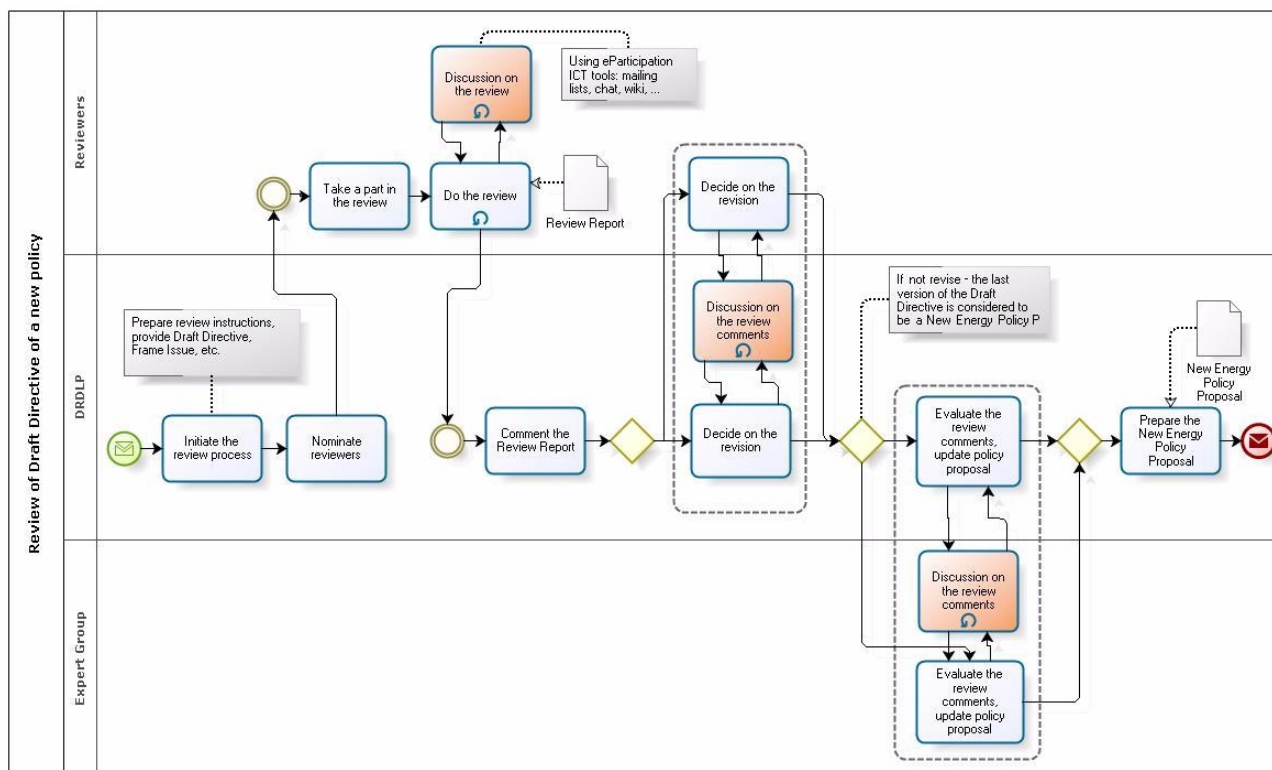 Review of Draft Directive of a new policy
Reviewers
Discussion on
the review
Using eParticipation
ICT tools: mailing
lists, chat, wiki, ...
Take a part in
the review
Do the review
Review Report
Decide on the
revision
DRDLP
Prepare review instructions,
provide Draft Directive,
Frame Issue, etc.
Initiate the
review process
Nominate
reviewers
Comment the
Review Report
Discussion on
the review
comments
Decide on the
revision
If not revise - the last
version of the Draft
Directive is considered to
be a New Energy Policy P
Evaluate the
review
comments,
update policy
proposal
New Energy
Policy
Proposal
Prepare the
New Energy
Policy
Proposal
Expert Group
Discussion on
the review
comments
Evaluate the
review
comments,
update policy
proposal